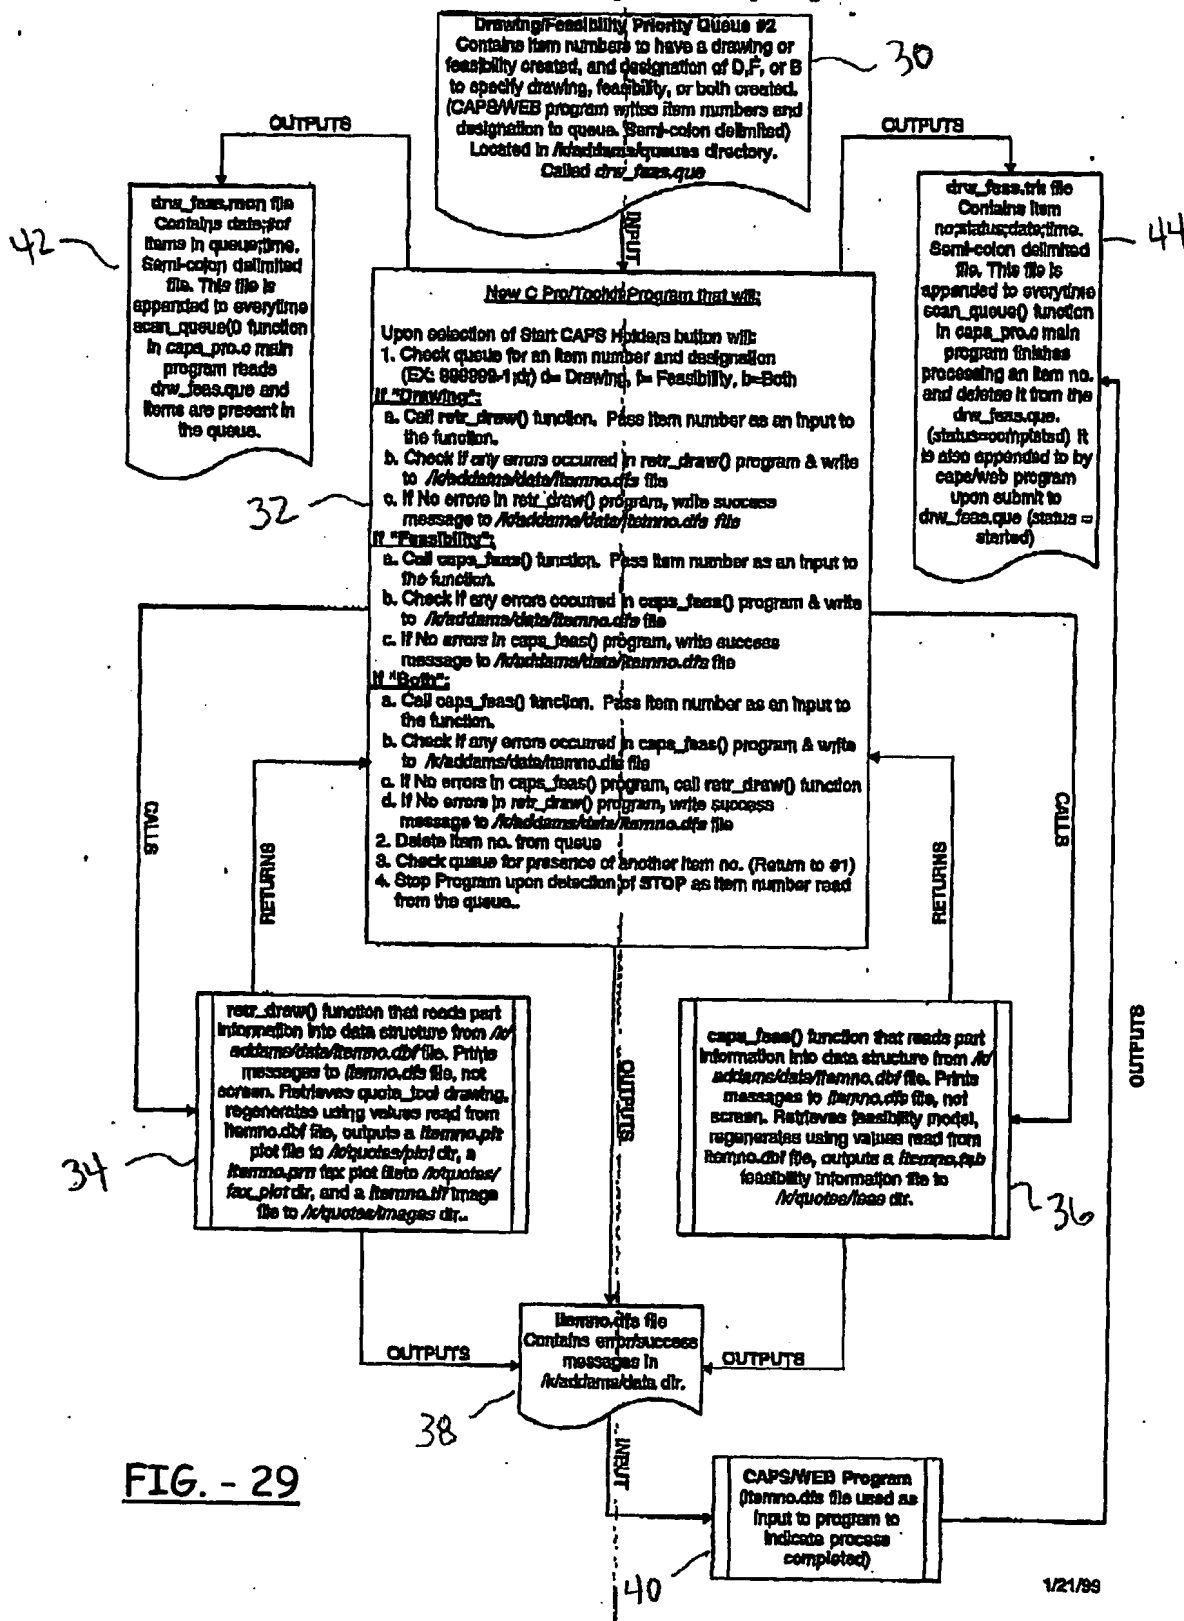 Drawing/Feasibility Priority Queue #2
Contains item numbers to have a drawing or
feasibility created, and designation of D,F, or B
to specify drawing, feasibility, or both created.
(CAPS/WEB program writes item numbers and
designation to queue. Semi-colon delimited)
Located in /k/addams/queues directory.
Called drw_feas.que
30
OUTPUTS
OUTPUTS
INPUT
drw_feas.mon file
Contains date;#of
items in queue;time.
Semi-colon delimited
file. This file is
appended to everytime
scan_queue(0 function
in caps_pro.c main
program reads
drw_feas.que and
items are present in
the queue.
42
drw_feas.trk file
Contains item
no;status;date;time.
Semi-colon delimited
file. This file is
appended to everytime
scan_queue() function
in caps_pro.c main
program finishes
processing an item no.
and deletes it from the
drw_feas.que.
(status=completed) It
is also appended to by
caps/web program
upon submit to
drw_feas.que (status =
started)
44
New C Pro/Toolkit Program that will:
Upon selection of Start CAPS Holders button will:
1. Check queue for an item number and designation
(EX: 999999-1;dr) d= Drawing, f= Feasibility, b=Both
If "Drawing":
a. Call retr_draw() function. Pass item number as an input to
the function.
b. Check if any errors occurred in retr_draw() program & write
to /k/addams/data/itemno.dfs file
c. If No errors in retr_draw() program, write success
message to /k/addams/data/itemno.dfs file
If "Feasibility":
a. Call caps_feas() function. Pass item number as an input to
the function.
b. Check if any errors occurred in caps_feas() program & write
to /k/addams/data/itemno.dfs file
c. If No errors in caps_feas() program, write success
message to /k/addams/data/itemno.dfs file
If "Both":
a. Call caps_feas() function. Pass item number as an input to
the function.
b. Check if any errors occurred in caps_feas() program & write
to /k/addams/data/itemno.dfs file
c. If No errors in caps_feas() program, call retr_draw() function
d. If No errors in retr_draw() program, write success
message to /k/addams/data/itemno.dfs file
2. Delete item no. from queue
3. Check queue for presence of another item no. (Return to #1)
4. Stop Program upon detection of STOP as item number read
from the queue..
32
CALLS
RETURNS
RETURNS
CALLS
OUTPUTS
OUTPUTS
retr_draw() function that reads part
information into data structure from /k/
addams/data/itemno.dbf file. Prints
messages to itemno.dfs file, not
screen. Retrieves quote_tool drawing,
regenerates using values read from
itemno.dbf file, outputs a itemno.plt
plot file to /k/quotes/plot dir, a
itemno.prn fax plot fileto /k/quotes/
fax_plot dir, and a itemno.tif image
file to /k/quotes/images dir..
34
caps_feas() function that reads part
information into data structure from /k/
addams/data/itemno.dbf file. Prints
messages to itemno.dfs file, not
screen. Retrieves feasibility model,
regenerates using values read from
itemno.dbf file, outputs a itemno.fab
feasibility information file to
/k/quotes/feas dir.
36
OUTPUTS
OUTPUTS
itemno.dfs file
Contains error/success
messages in
/k/addams/data dir.
38
INPUT
CAPS/WEB Program
(itemno.dfs file used as
input to program to
indicate process
completed)
40
FIG. - 29
1/21/99